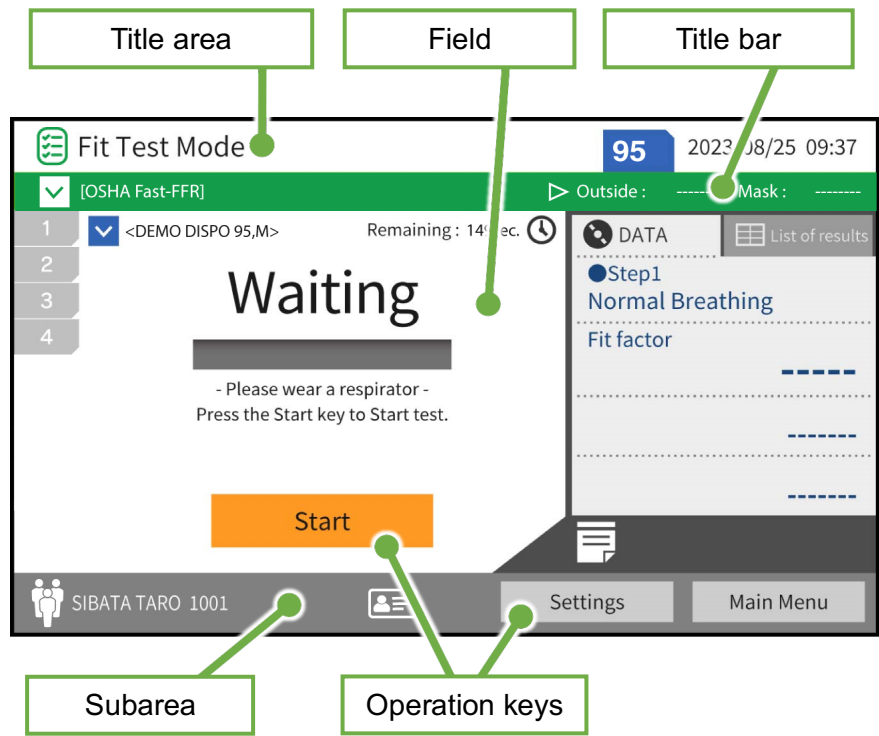 Title area
Field
Title bar
Fit Test Mode
95
2023/08/25 09:37
[OSHA Fast-FFR]
Outside : ------
Mask : --------
1
2
3
4
<DEMO DISPO 95,M>
Remaining : 149 ec.
DATA
List of results
Step1
Normal Breathing
Fit factor
-----
-------
-------
Waiting
- Please wear a respirator -
Press the Start key to Start test.
Start
SIBATA TARO 1001
Settings
Main Menu
Subarea
Operation keys